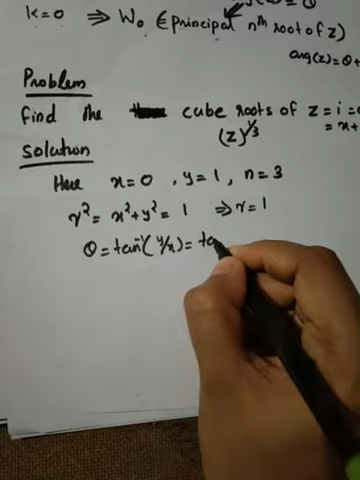 k=0 ⇒ W₀ ∈(principal nᵗʰ root of z)
arg(z)=θ+
Problem
find the cube roots of z = i = 
(z)^⅓ = x+
Solution
Here x=0 , y=1 , n=3
r²= x²+y² = 1 ⇒ r=1
θ = tan⁻¹(y/x) = ta